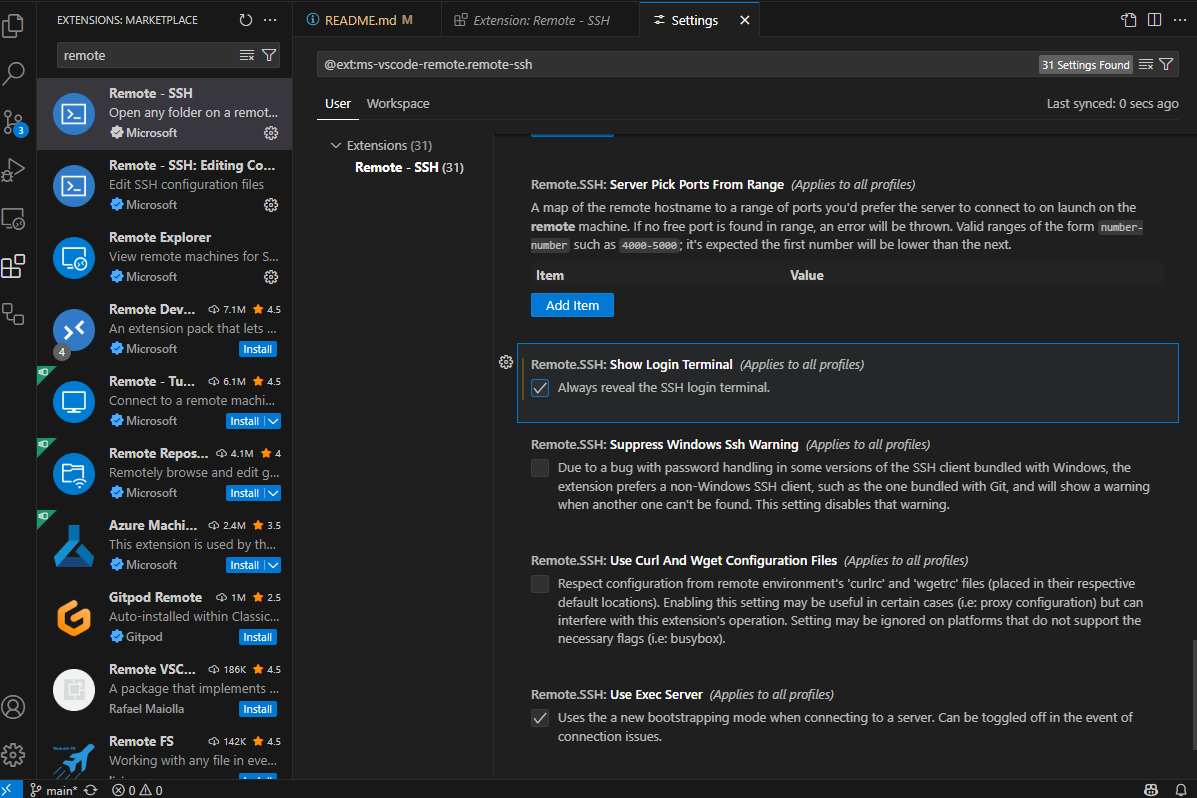 EXTENSIONS: MARKETPLACE
remote
Remote - SSH
Open any folder on a remot...
Microsoft
Remote - SSH: Editing Co...
Edit SSH configuration files
Microsoft
Remote Explorer
View remote machines for S...
Microsoft
Remote Dev... 7.1M 4.5
An extension pack that lets ...
4
Microsoft Install
Remote - Tu... 6.1M 4.5
Connect to a remote machi...
Microsoft Install
Remote Repos... 4.1M 4
Remotely browse and edit g...
Microsoft Install
Azure Machi... 2.4M 3.5
This extension is used by th...
Microsoft Install
Gitpod Remote 1M 2.5
Auto-installed within Classic...
Gitpod Install
Remote VSC... 186K 4.5
A package that implements ...
Rafael Maiolla Install
Remote FS 142K 4.5
Working with any file in eve...
3
README.md M
Extension: Remote - SSH
Settings
@ext:ms-vscode-remote.remote-ssh
31 Settings Found
User Workspace
Last synced: 0 secs ago
Extensions (31)
Remote - SSH (31)
Remote.SSH: Server Pick Ports From Range (Applies to all profiles)
A map of the remote hostname to a range of ports you'd prefer the server to connect to on launch on the
remote machine. If no free port is found in range, an error will be thrown. Valid ranges of the form number-
number such as 4000-5000; it's expected the first number will be lower than the next.
Item Value
Add Item
Remote.SSH: Show Login Terminal (Applies to all profiles)
Always reveal the SSH login terminal.
Remote.SSH: Suppress Windows Ssh Warning (Applies to all profiles)
Due to a bug with password handling in some versions of the SSH client bundled with Windows, the
extension prefers a non-Windows SSH client, such as the one bundled with Git, and will show a warning
when another one can't be found. This setting disables that warning.
Remote.SSH: Use Curl And Wget Configuration Files (Applies to all profiles)
Respect configuration from remote environment's 'curlrc' and 'wgetrc' files (placed in their respective
default locations). Enabling this setting may be useful in certain cases (i.e: proxy configuration) but can
interfere with this extension's operation. Setting may be ignored on platforms that do not support the
necessary flags (i.e: busybox).
Remote.SSH: Use Exec Server (Applies to all profiles)
Uses the a new bootstrapping mode when connecting to a server. Can be toggled off in the event of
connection issues.
main* 0 0